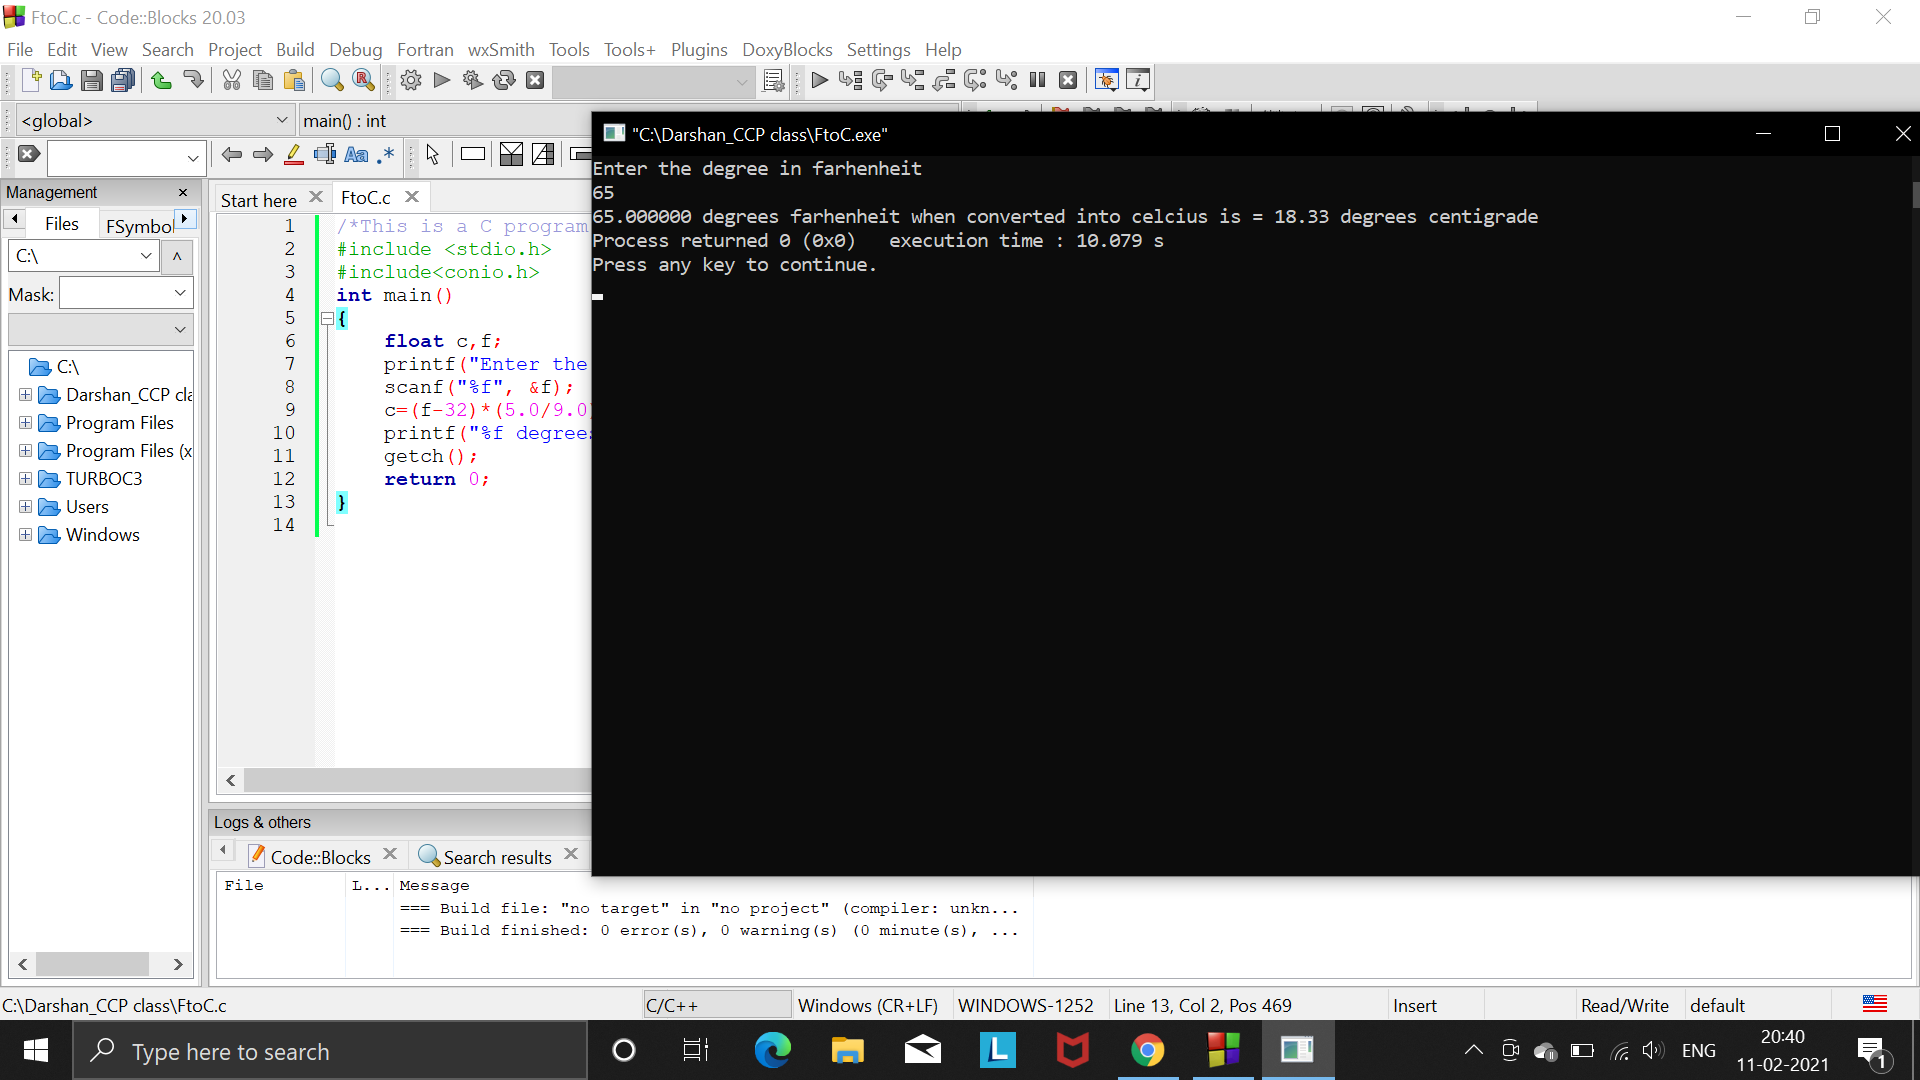 FtoC.c - Code::Blocks 20.03
File Edit View Search Project Build Debug Fortran wxSmith Tools Tools+ Plugins DoxyBlocks Settings Help
<global>
main() : int
Management
Files
FSymbol
C:\
Mask:
C:\
Darshan_CCP cla
Program Files
Program Files (x
TURBOC3
Users
Windows
Start here
FtoC.c
1 /*This is a C program
2 #include <stdio.h>
3 #include<conio.h>
4 int main()
5 {
6 float c,f;
7 printf("Enter the
8 scanf("%f", &f);
9 c=(f-32)*(5.0/9.0)
10 printf("%f degrees
11 getch();
12 return 0;
13 }
14
"C:\Darshan_CCP class\FtoC.exe"
Enter the degree in farhenheit
65
65.000000 degrees farhenheit when converted into celcius is = 18.33 degrees centigrade
Process returned 0 (0x0)   execution time : 10.079 s
Press any key to continue.
Logs & others
Code::Blocks
Search results
File L... Message
=== Build file: "no target" in "no project" (compiler: unkn...
=== Build finished: 0 error(s), 0 warning(s) (0 minute(s), ...
C:\Darshan_CCP class\FtoC.c C/C++ Windows (CR+LF) WINDOWS-1252 Line 13, Col 2, Pos 469 Insert Read/Write default
Type here to search
ENG
20:40
11-02-2021
1